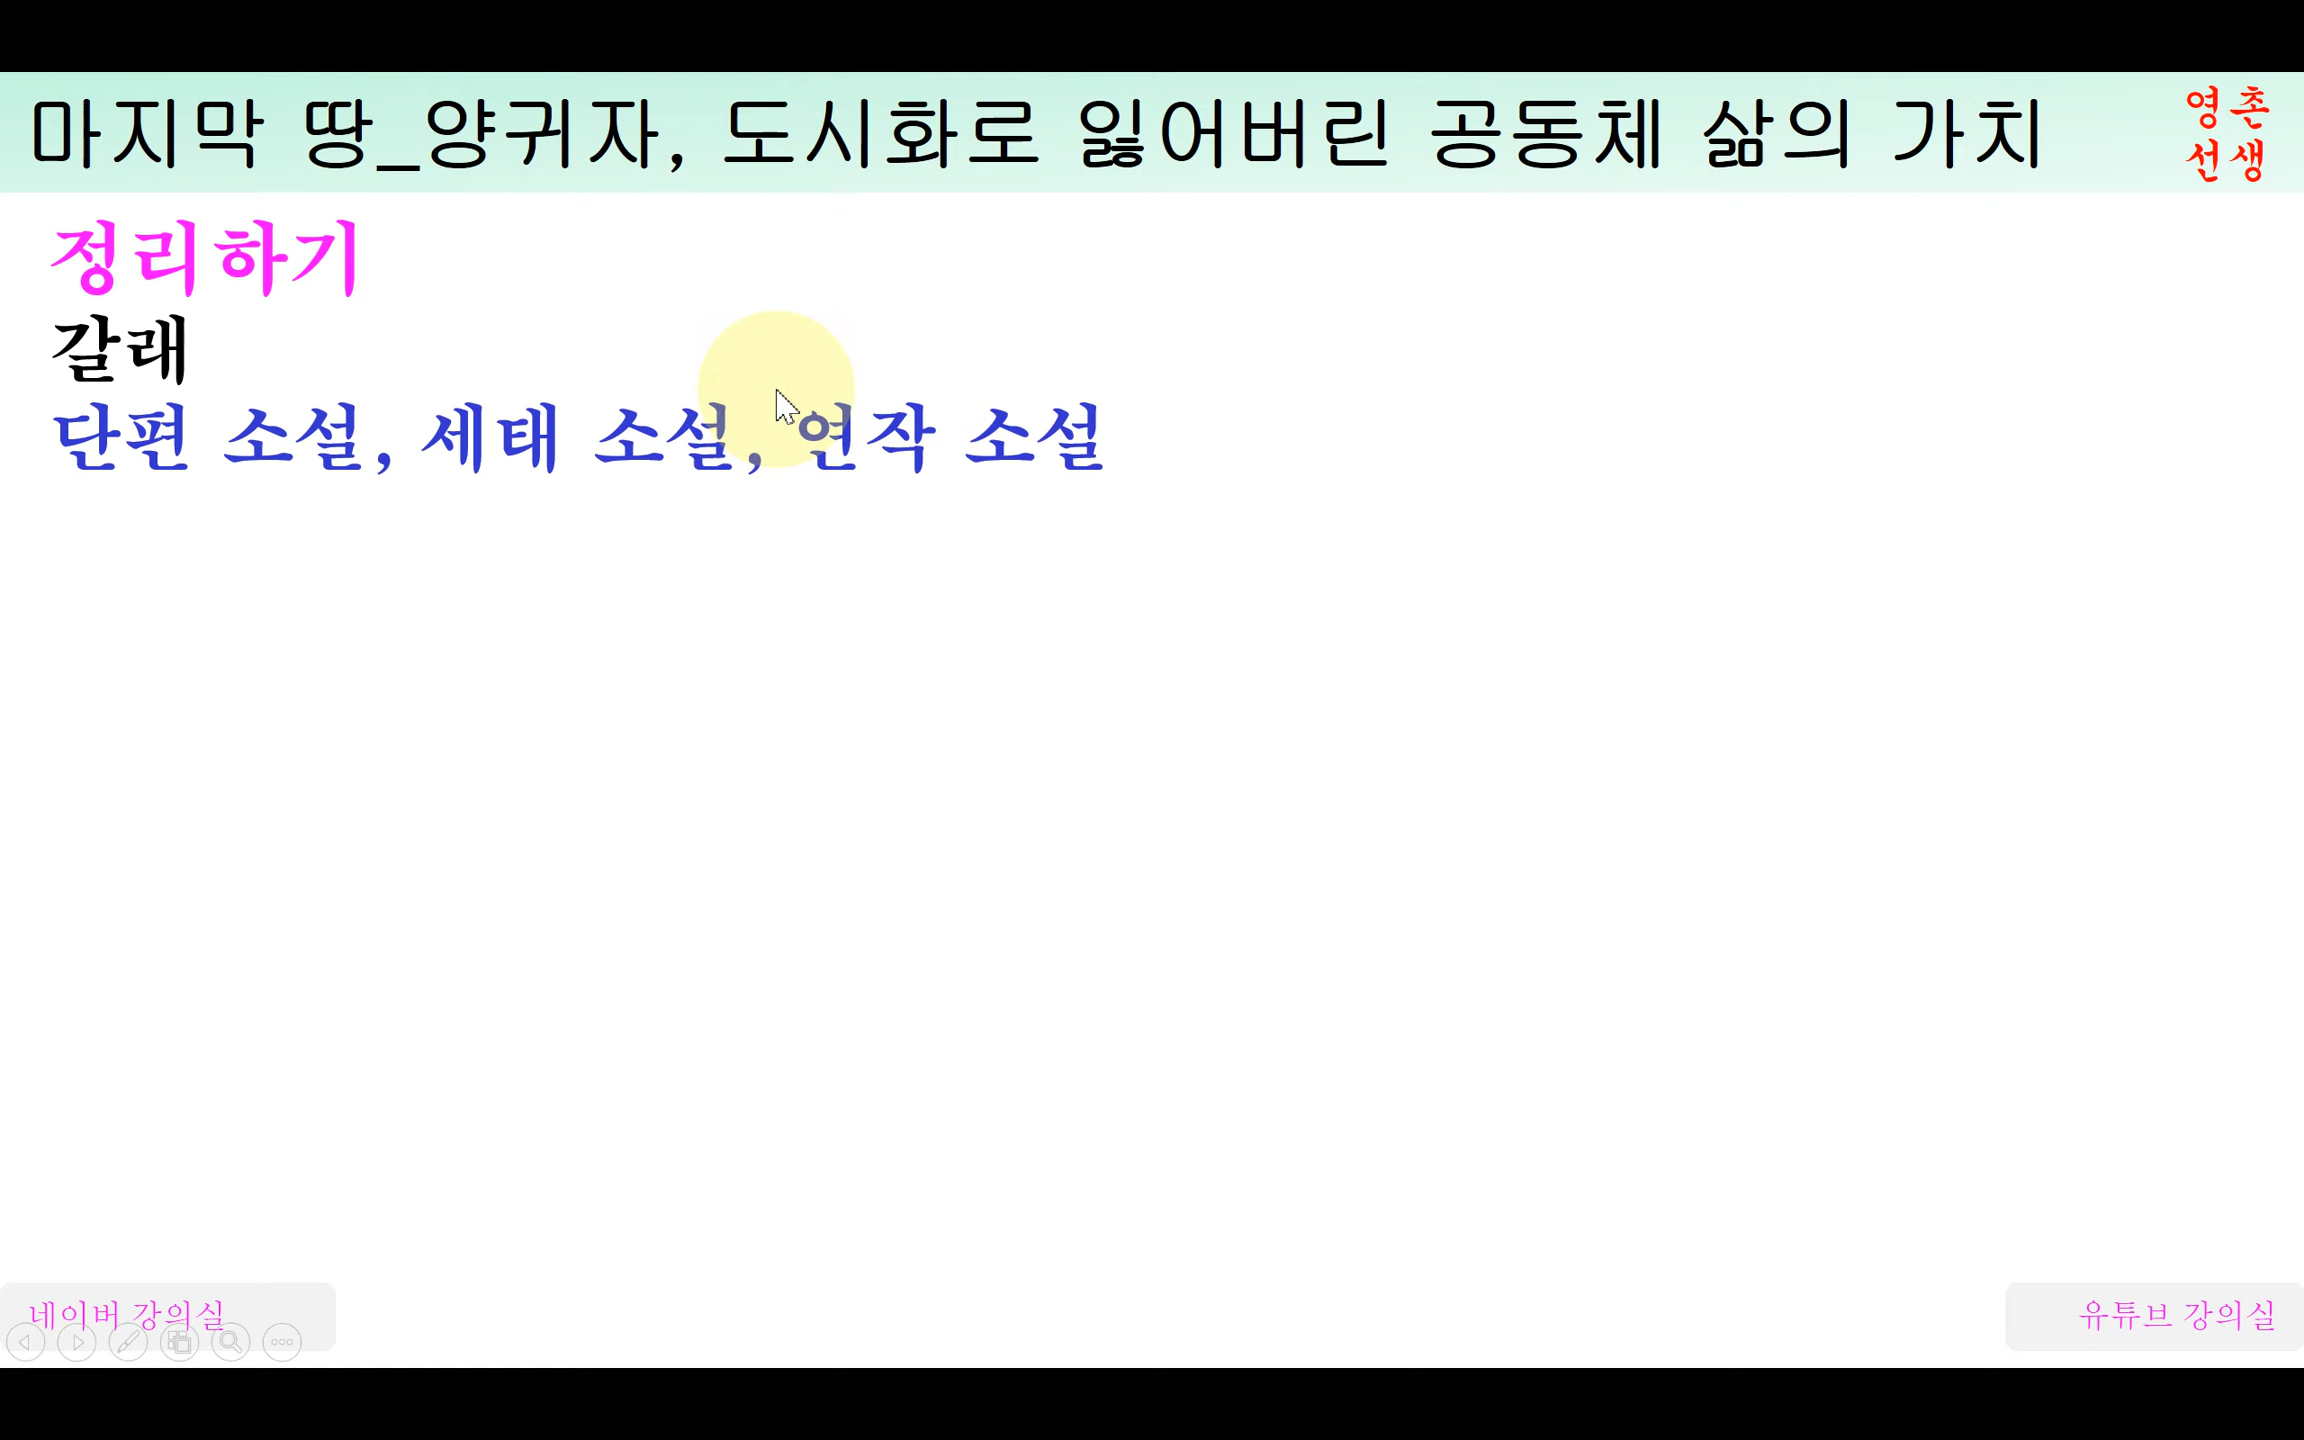 마지막 땅_양귀자, 도시화로 잃어버린 공동체 삶의 가치
영촌
선생
정리하기
갈래
단편 소설, 세태 소설, 연작 소설
네이버 강의실
유튜브 강의실